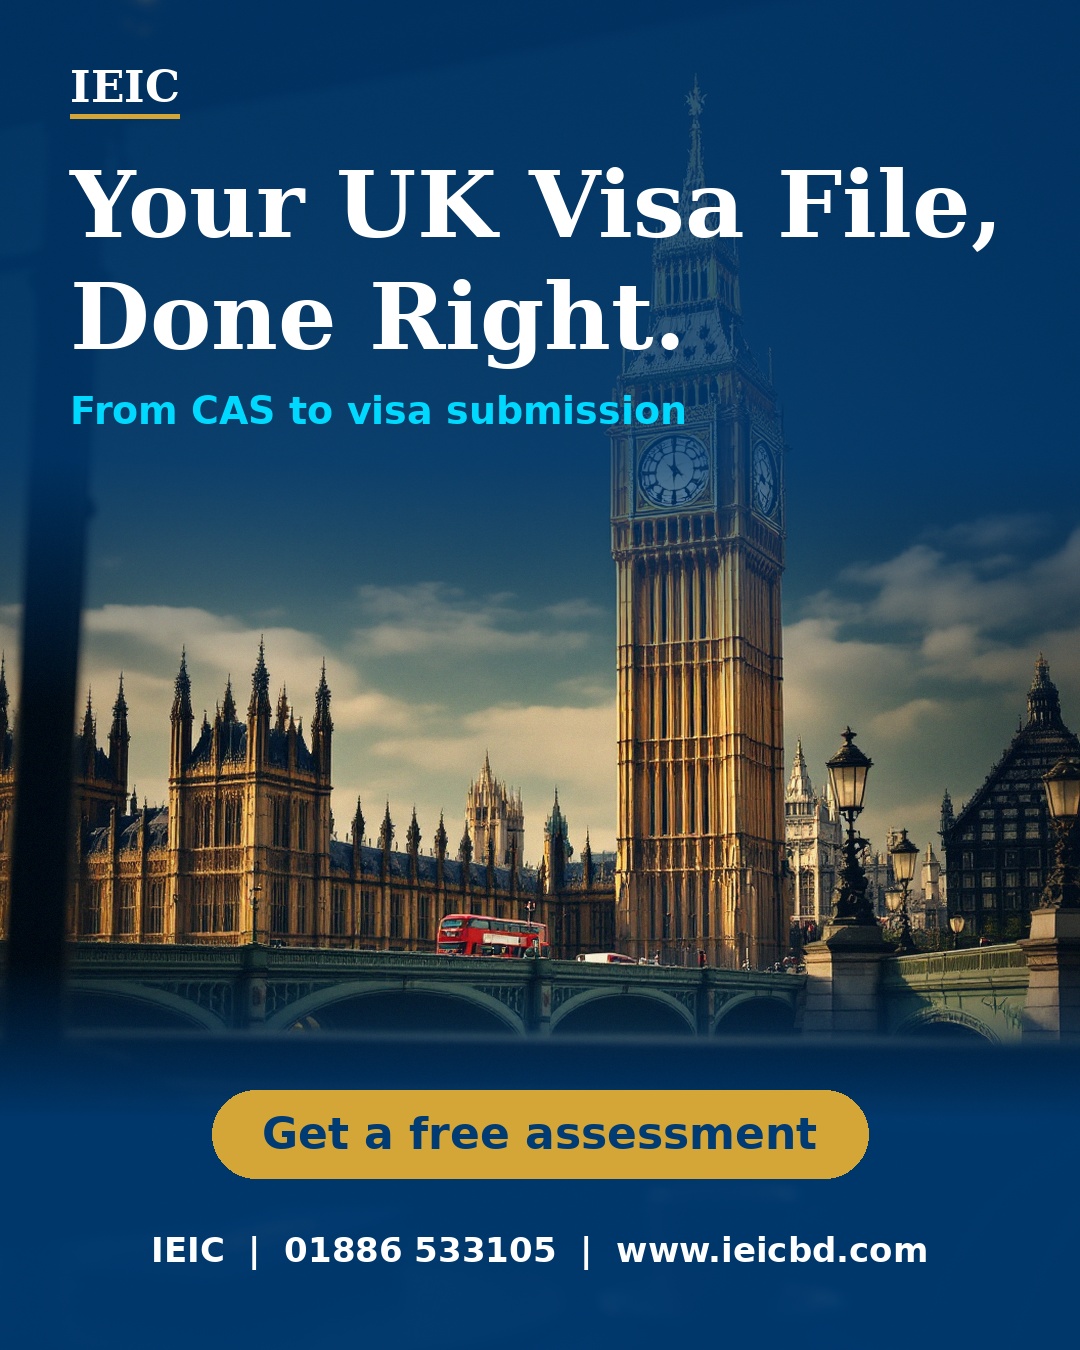 IEIC
Your UK Visa File,
Done Right.
From CAS to visa submission
Get a free assessment
IEIC | 01886 533105 | www.ieicbd.com